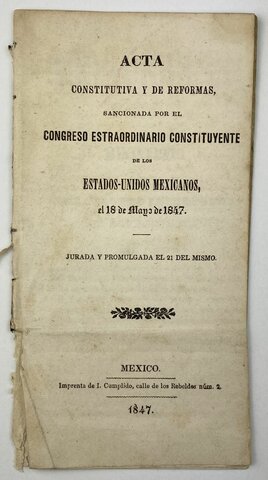 ACTA
CONSTITUTIVA Y DE REFORMAS,
SANCIONADA POR EL
CONGRESO ESTRAORDINARIO CONSTITUYENTE
DE LOS
ESTADOS-UNIDOS MEXICANOS,
el 18 de Mayo de 1847.
JURADA Y PROMULGADA EL 21 DEL MISMO.
MEXICO.
Imprenta de I. Cumplido, calle de los Rebeldes núm. 2.
1847.